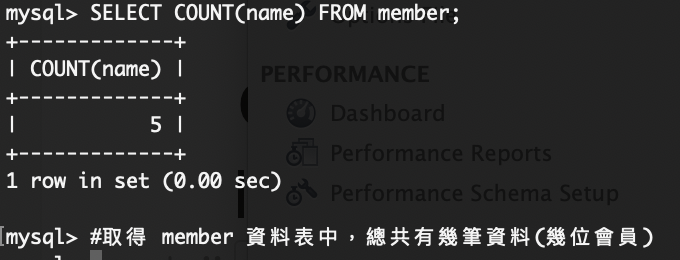 mysql> SELECT COUNT(name) FROM member;
+-------------+
| COUNT(name) |
+-------------+
|           5 |
+-------------+
1 row in set (0.00 sec)
PERFORMANCE
Dashboard
Performance Reports
Performance Schema Setup
mysql> #取得 member 資料表中，總共有幾筆資料(幾位會員)